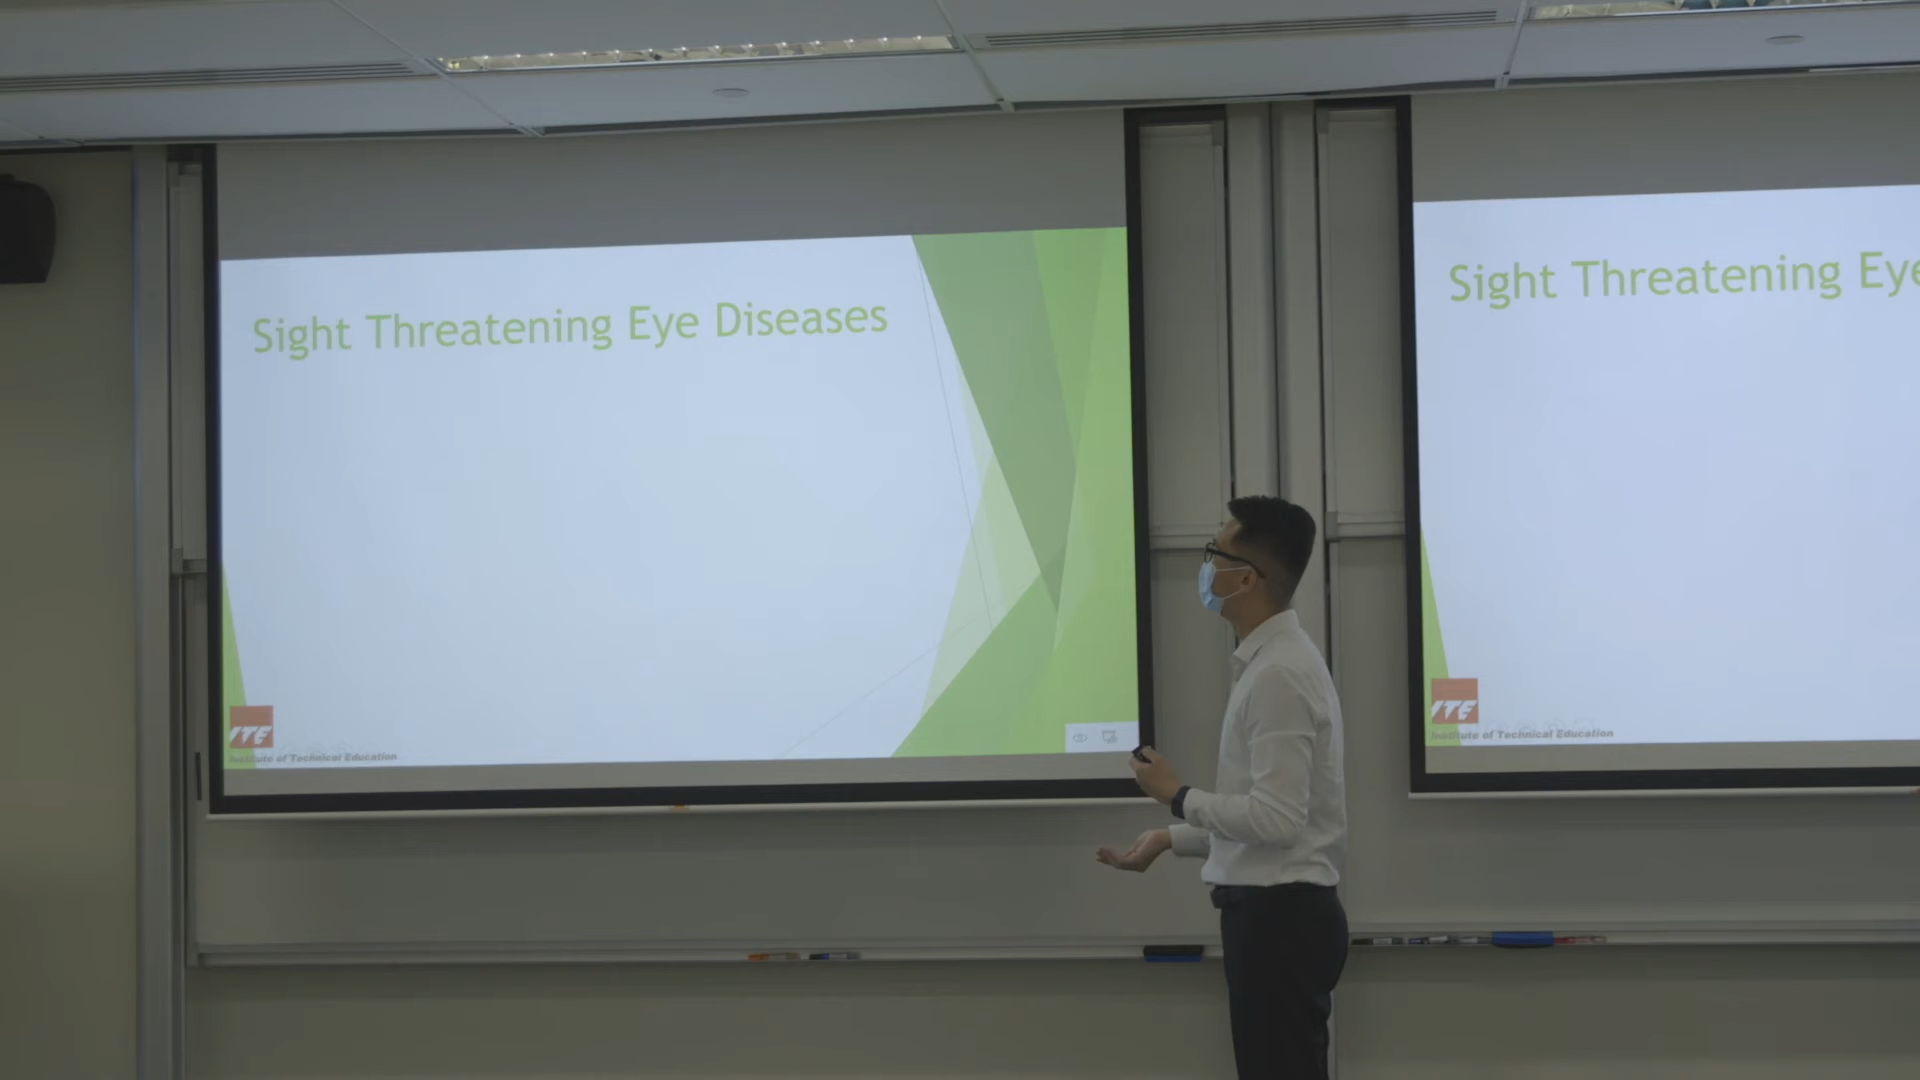 Sight Threatening Eye Diseases
ITE
Institute of Technical Education
Sight Threatening Eye
ITE
Institute of Technical Education